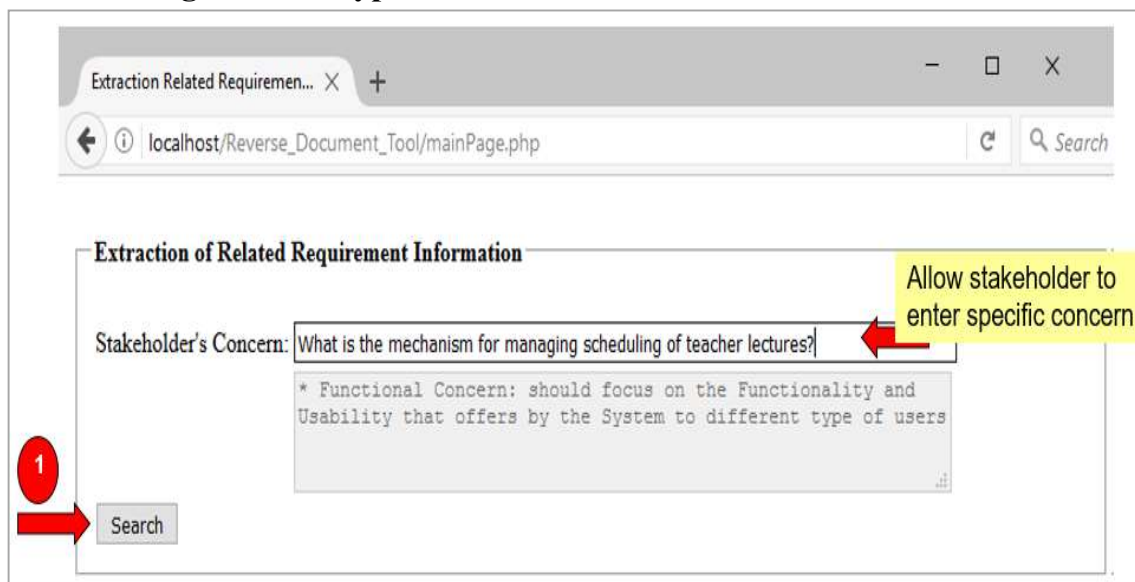 Extraction Related Requiremen... × +
localhost/Reverse_Document_Tool/mainPage.php
Search
Extraction of Related Requirement Information
Allow stakeholder to
enter specific concern
Stakeholder's Concern: What is the mechanism for managing scheduling of teacher lectures?
* Functional Concern: should focus on the Functionality and
Usability that offers by the System to different type of users
1
Search